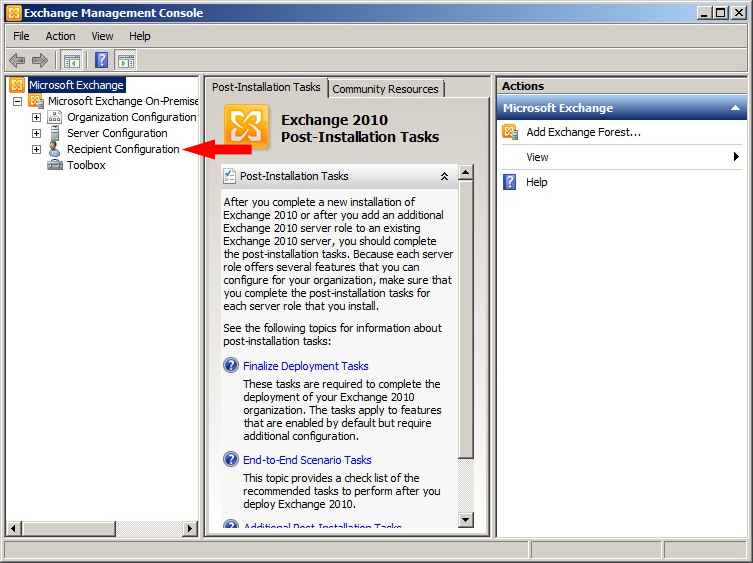 Exchange Management Console
File Action View Help
Microsoft Exchange
Microsoft Exchange On-Premise
Organization Configuration
Server Configuration
Recipient Configuration
Toolbox
Post-Installation Tasks Community Resources
Exchange 2010
Post-Installation Tasks
Post-Installation Tasks
After you complete a new installation of
Exchange 2010 or after you add an additional
Exchange 2010 server role to an existing
Exchange 2010 server, you should complete
the post-installation tasks. Because each server
role offers several features that you can
configure for your organization, make sure that
you complete the post-installation tasks for
each server role that you install.
See the following topics for information about
post-installation tasks:
Finalize Deployment Tasks
These tasks are required to complete the
deployment of your Exchange 2010
organization. The tasks apply to features
that are enabled by default but require
additional configuration.
End-to-End Scenario Tasks
This topic provides a check list of the
recommended tasks to perform after you
deploy Exchange 2010.
Additional Post-Installation Tasks
Actions
Microsoft Exchange
Add Exchange Forest...
View
Help